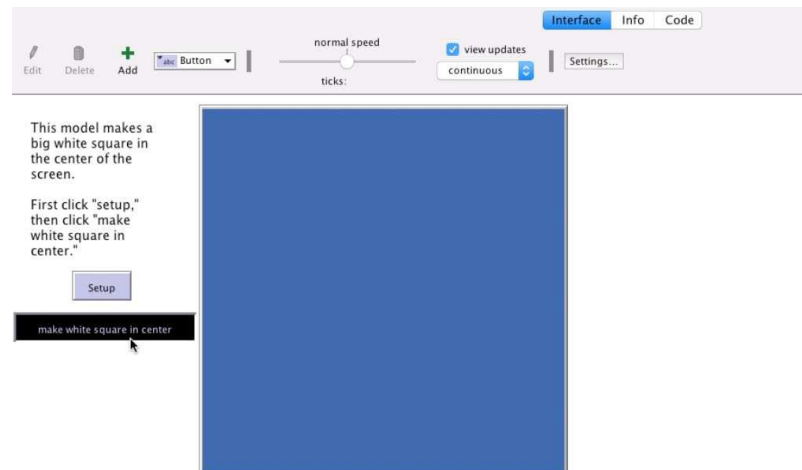 Interface Info Code
normal speed
view updates
Edit Delete Add abc Button
continuous
Settings...
ticks:
This model makes a
big white square in
the center of the
screen.
First click "setup,"
then click "make
white square in
center."
Setup
make white square in center